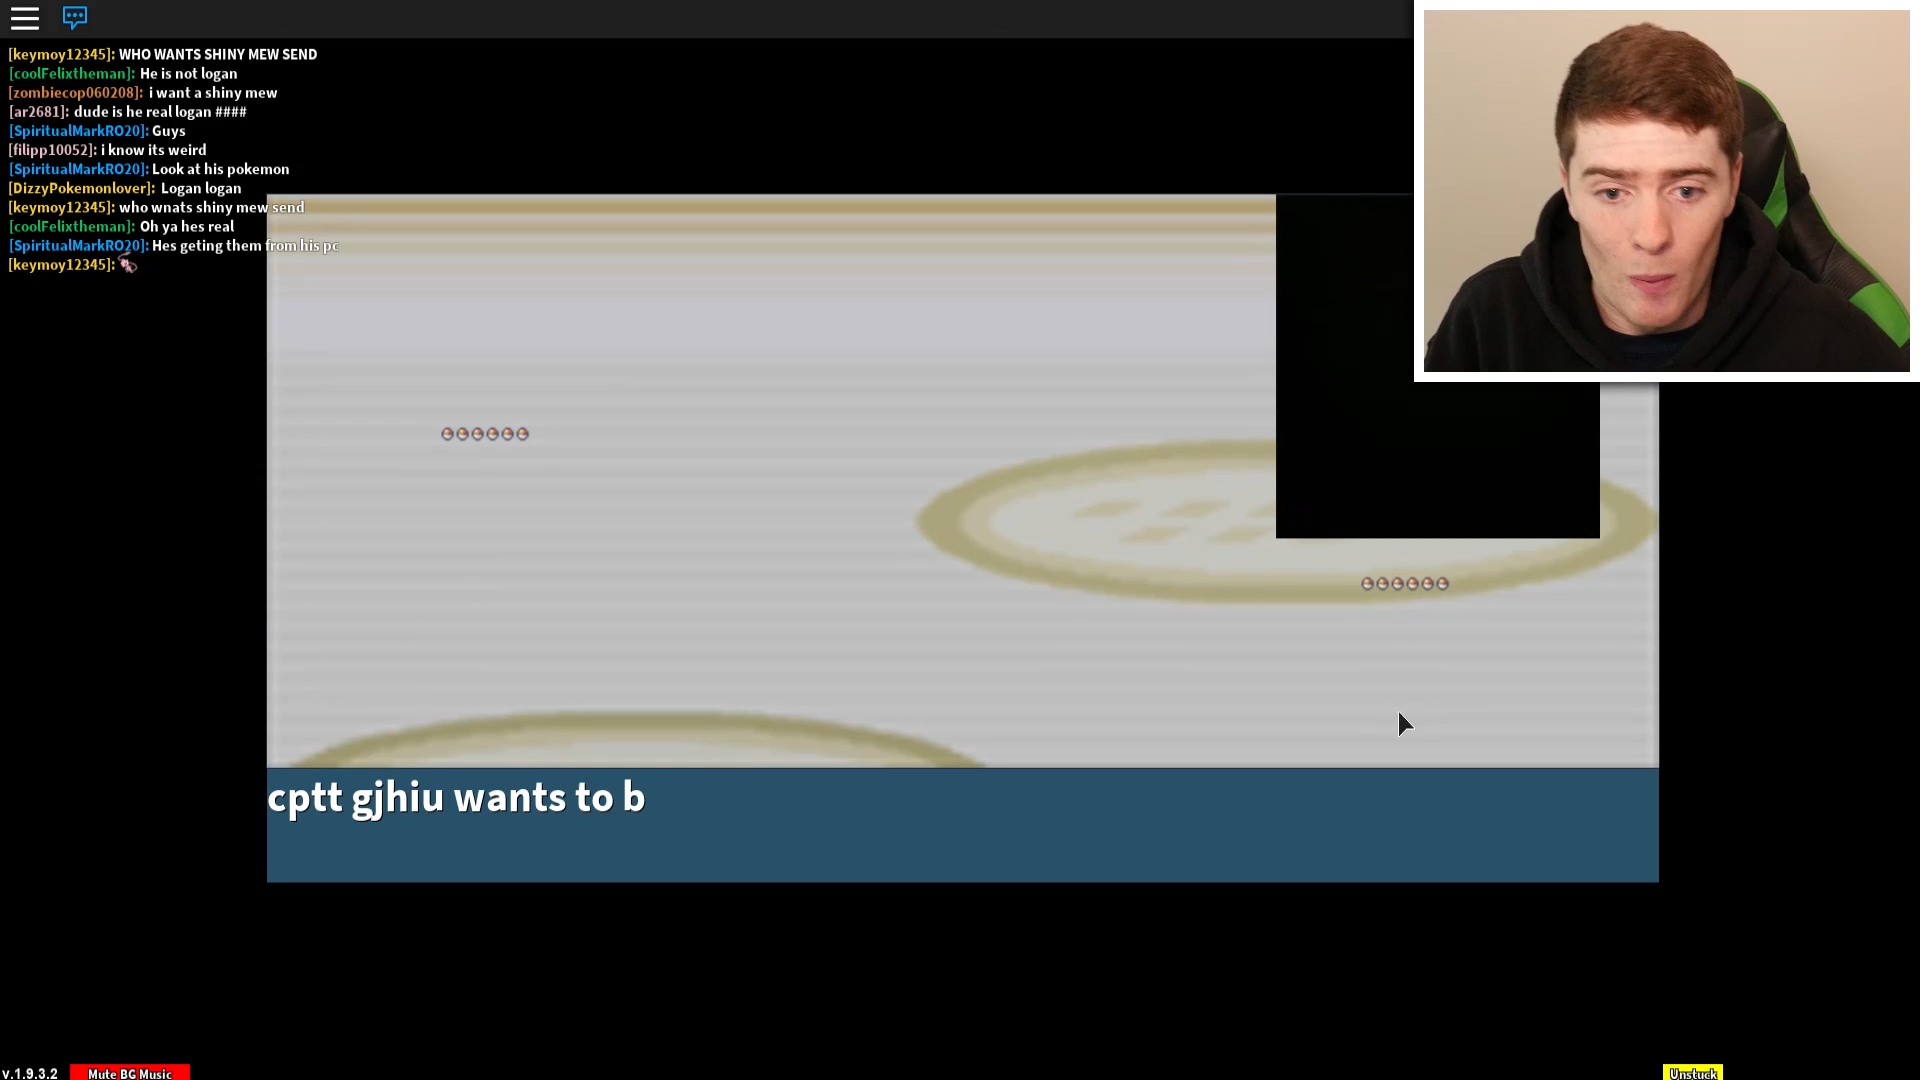 [keymoy12345]: WHO WANTS SHINY MEW SEND
[coolFelixtheman]: He is not logan
[zombiecop060208]: i want a shiny mew
[ar2681]: dude is he real logan ####
[SpiritualMarkRO20]: Guys
[filipp10052]: i know its weird
[SpiritualMarkRO20]: Look at his pokemon
[DizzyPokemonlover]: Logan logan
[keymoy12345]: who wnats shiny mew send
[coolFelixtheman]: Oh ya hes real
[SpiritualMarkRO20]: Hes geting them from his pc
[keymoy12345]:
cptt gjhiu wants to b
v.1.9.3.2 Mute BG Music
Unstuck